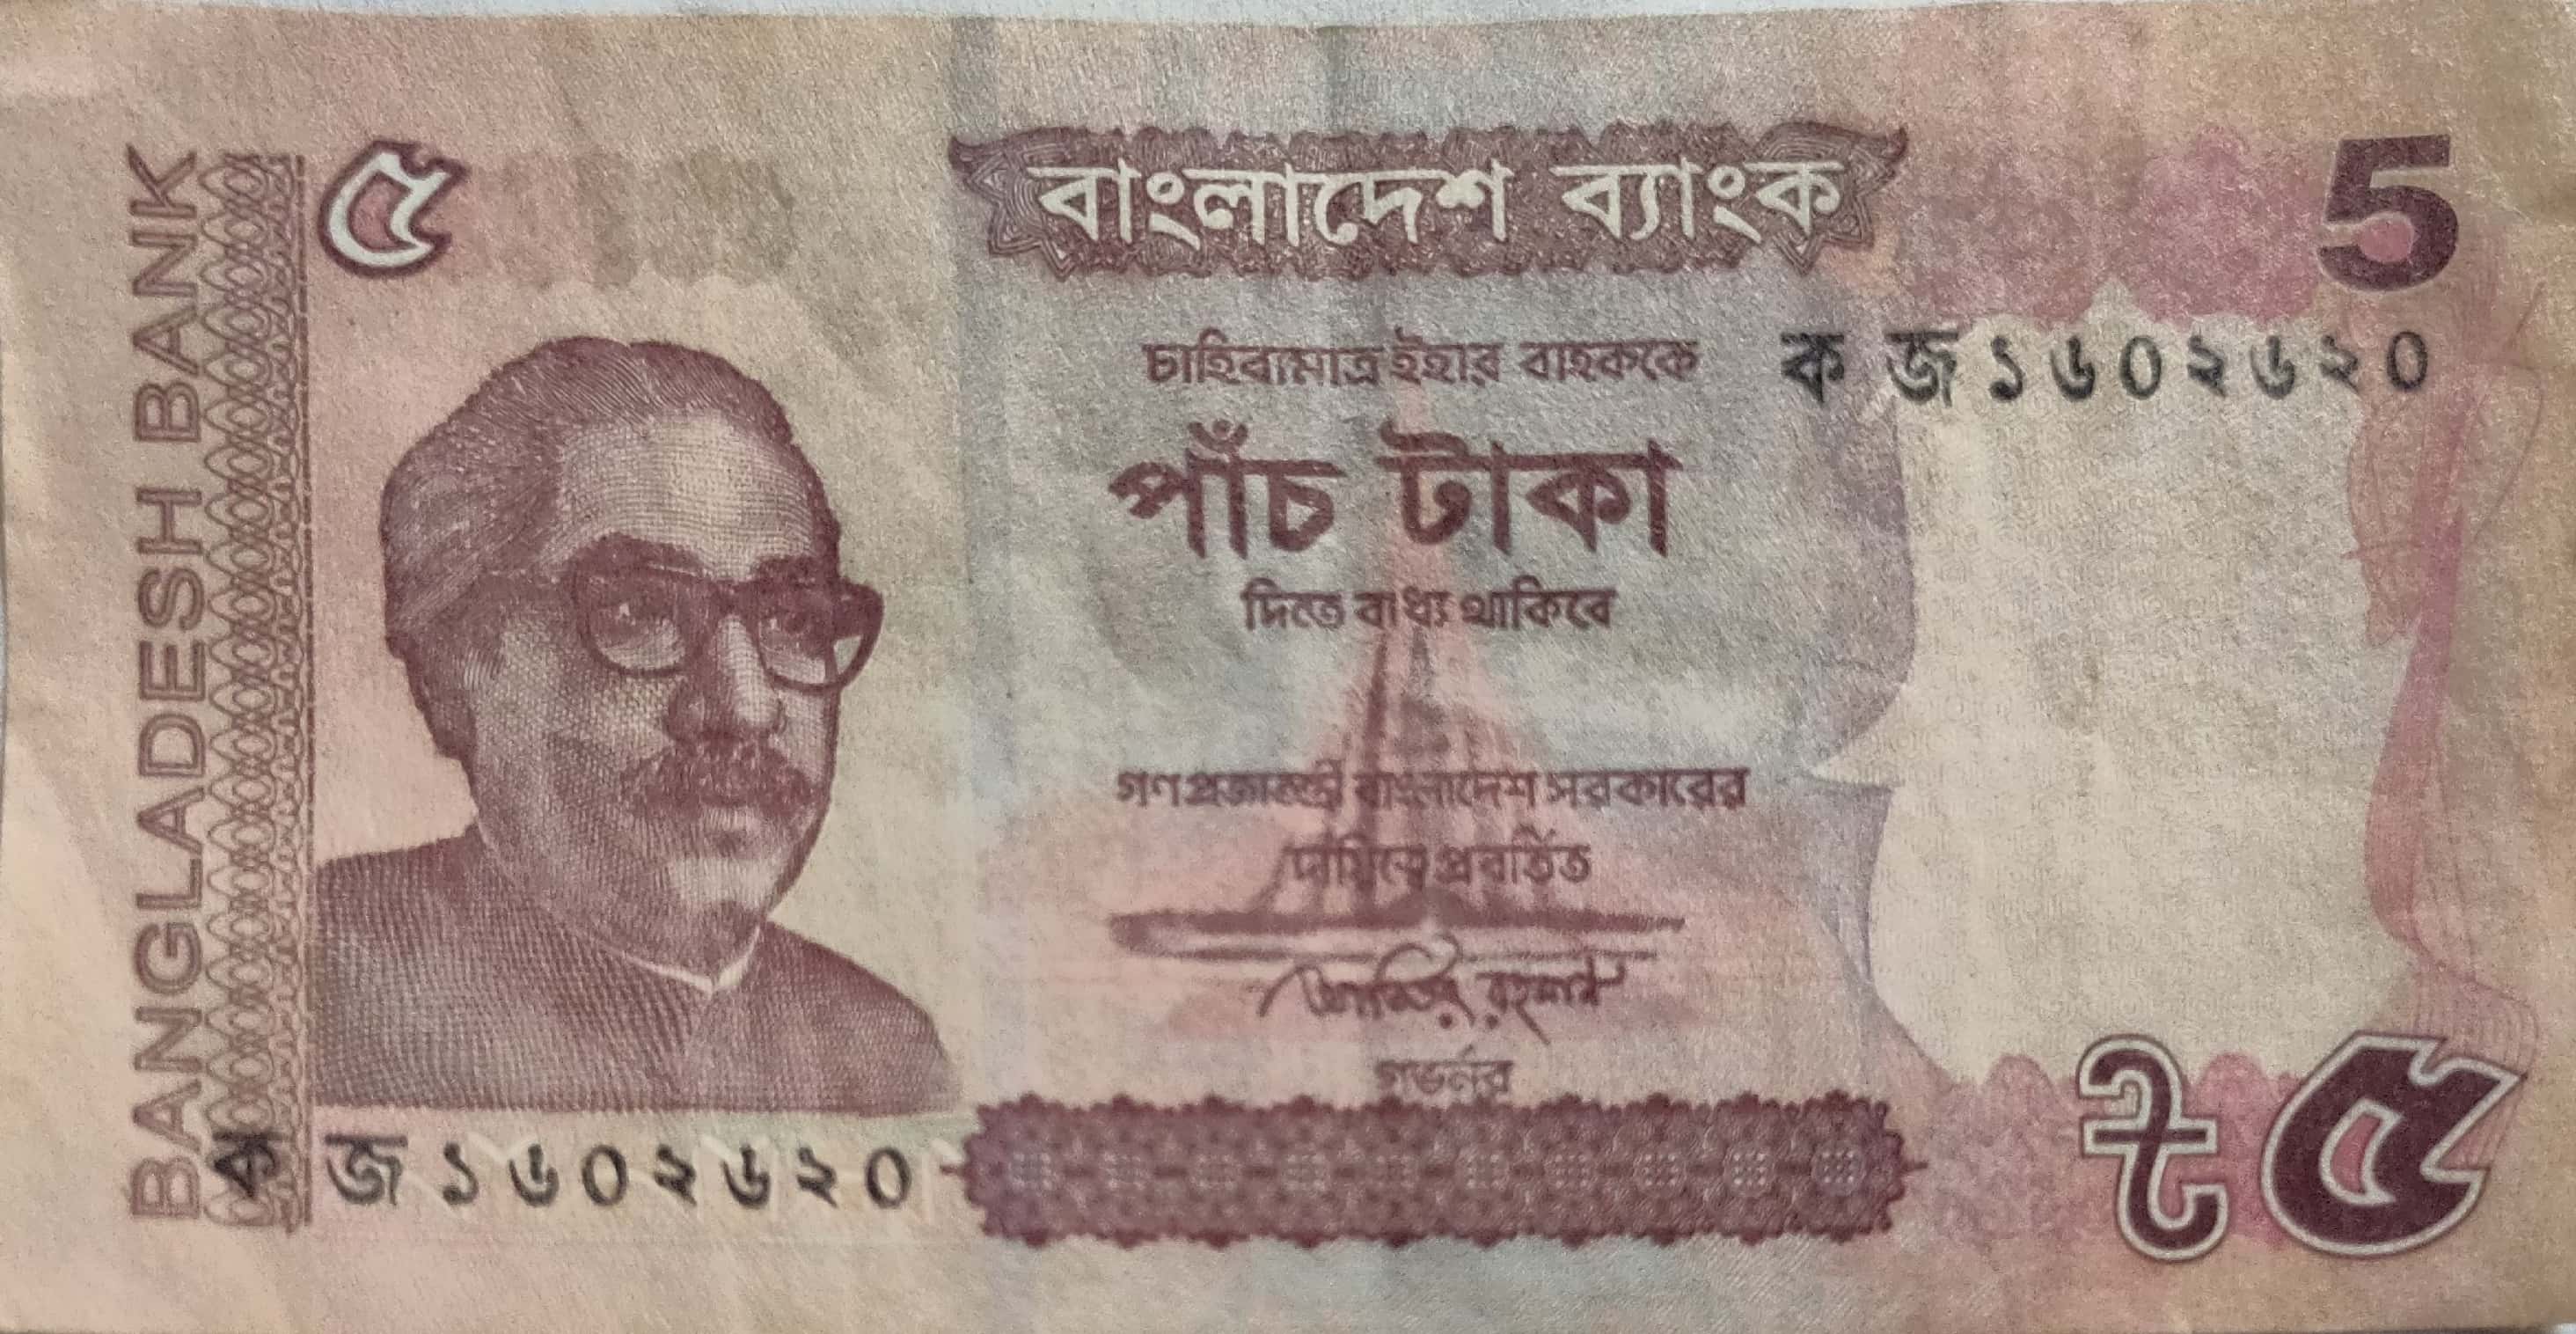 BANGLADESH BANK
৫
বাংলাদেশ ব্যাংক
5
চাহিবামাত্র ইহার বাহককে
ক জ ১৬০২৬২০
পাঁচ টাকা
দিতে বাধ্য থাকিবে
গণপ্রজাতন্ত্রী বাংলাদেশ সরকারের
দায়িত্বে প্রবর্তিত
আতিউর রহমান
গভর্নর
ক জ ১৬০২৬২০
৳ ৫